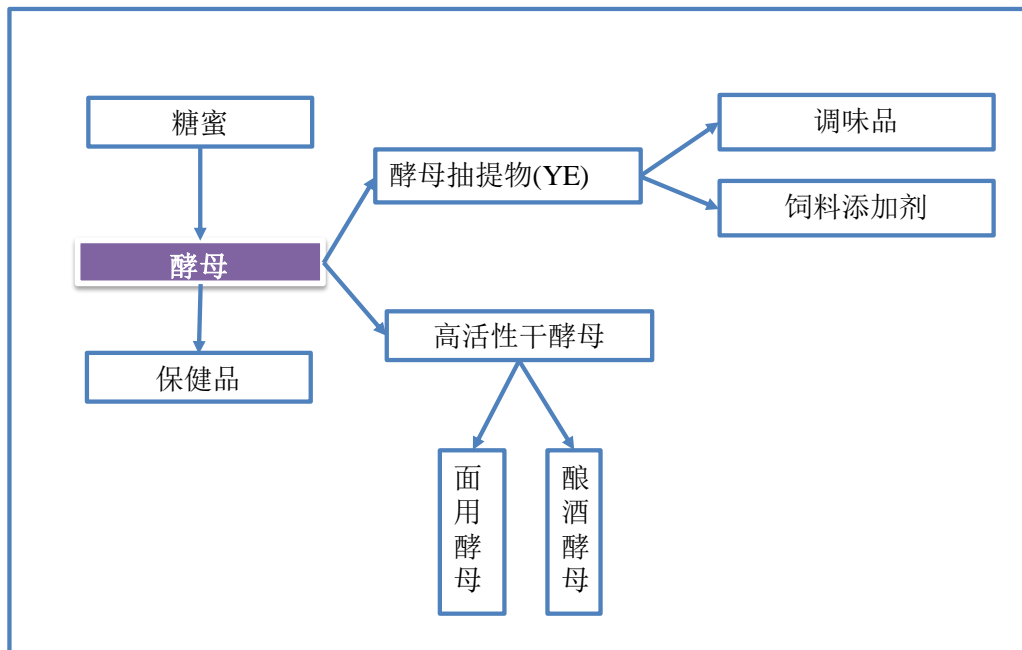 糖蜜
调味品
酵母抽提物(YE)
饲料添加剂
酵母
高活性干酵母
保健品
面用酵母
酿酒酵母